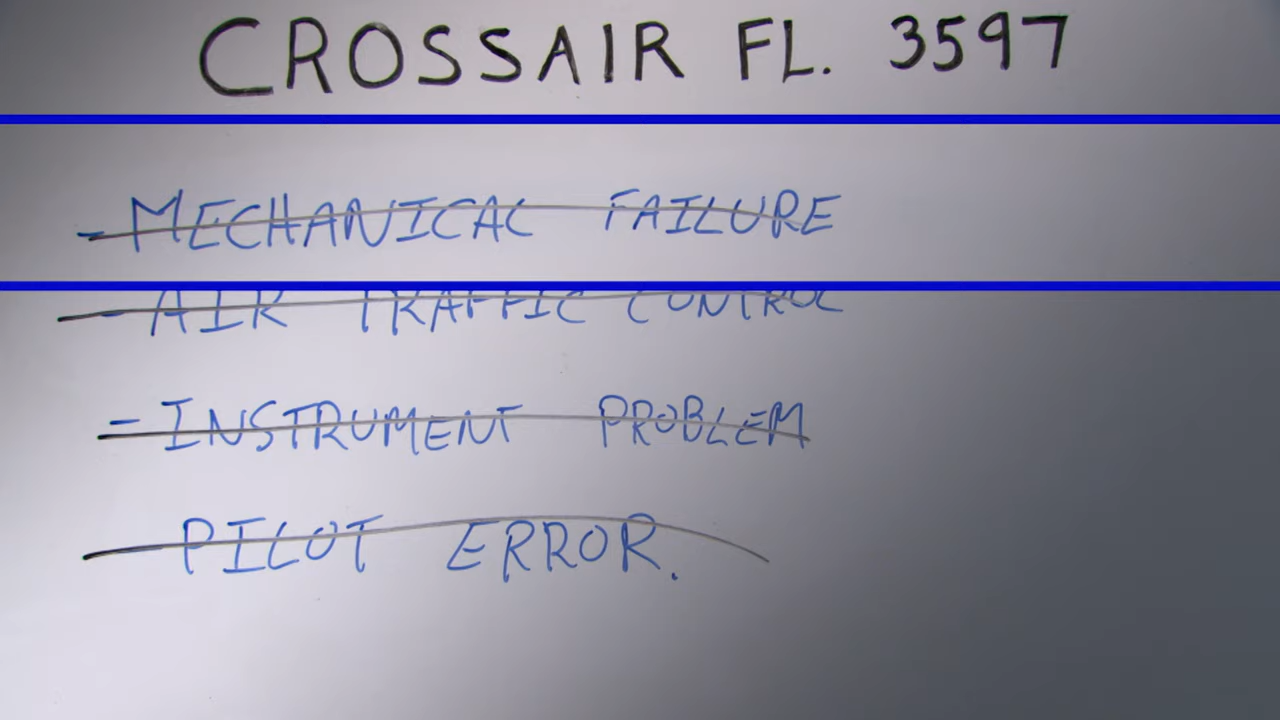 CROSSAIR FL. 3597
- MECHANICAL FAILURE
- AIR TRAFFIC CONTROL
- INSTRUMENT PROBLEM
PILOT ERROR.